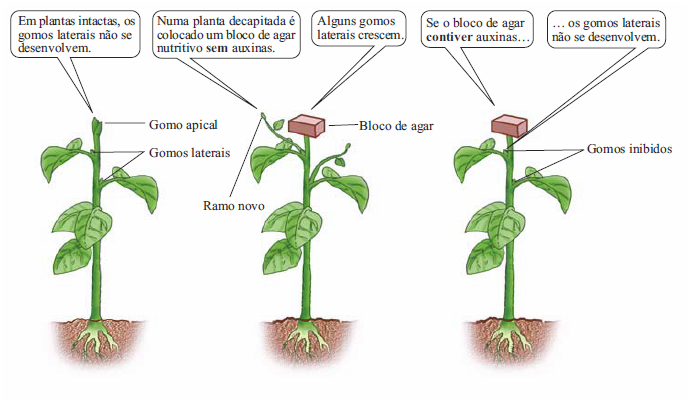 Em plantas intactas, os
gomos laterais não se
desenvolvem.
Numa planta decapitada é
colocado um bloco de agar
nutritivo sem auxinas.
Alguns gomos
laterais crescem.
Se o bloco de agar
contiver auxinas…
… os gomos laterais
não se desenvolvem.
Gomo apical
Gomos laterais
Ramo novo
Bloco de agar
Gomos inibidos